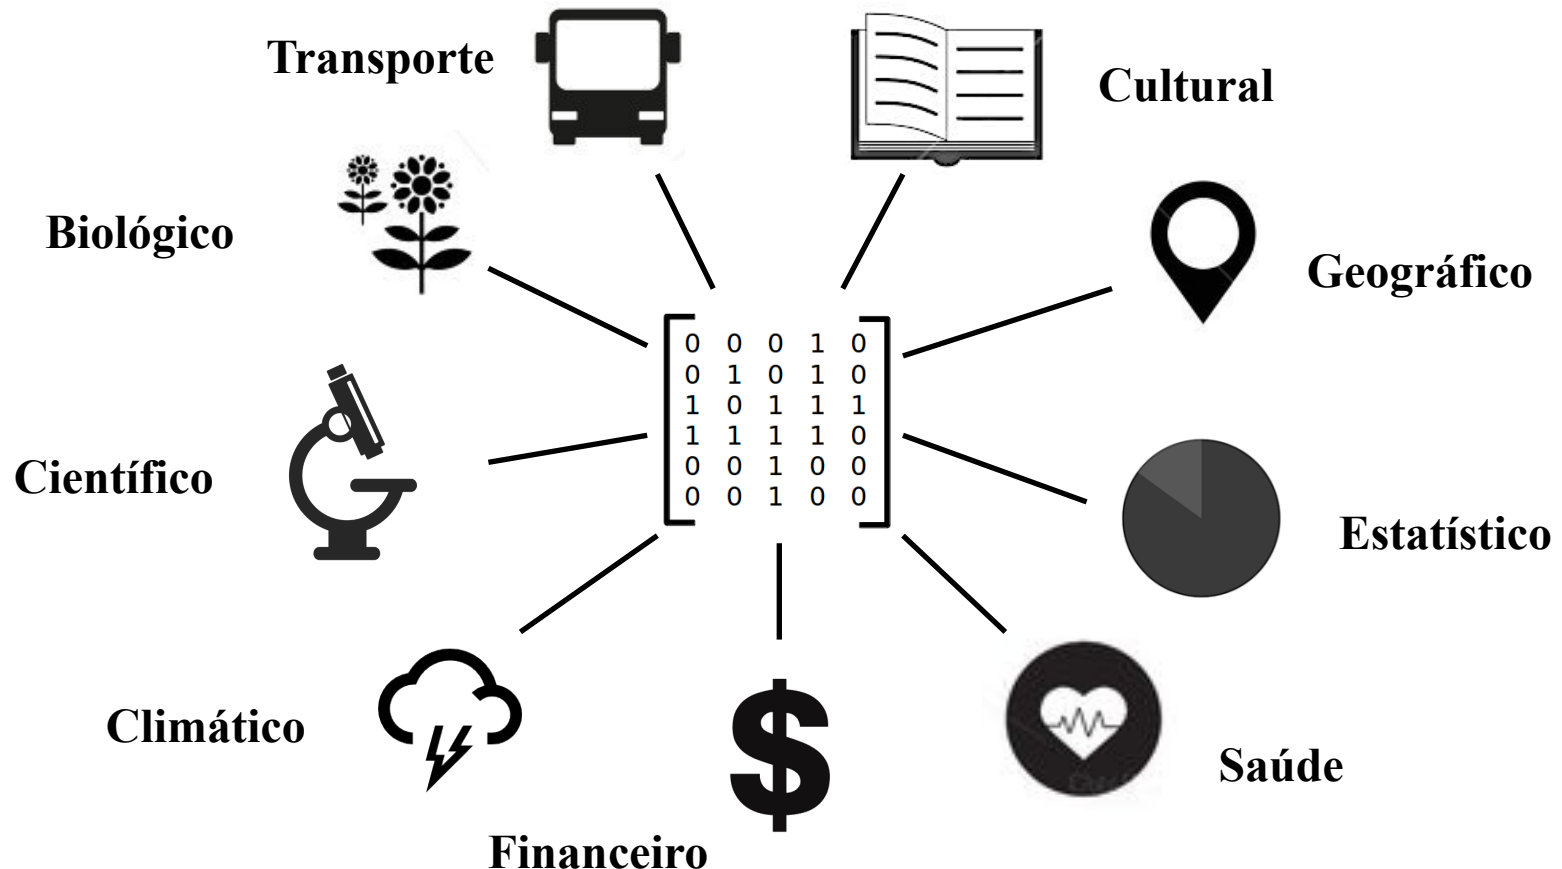 Transporte
Cultural
Biológico
Geográfico
0 0 0 1 0
0 1 0 1 0
1 0 1 1 1
1 1 1 1 0
0 0 1 0 0
0 0 1 0 0
Científico
Estatístico
Climático
$
Saúde
Financeiro